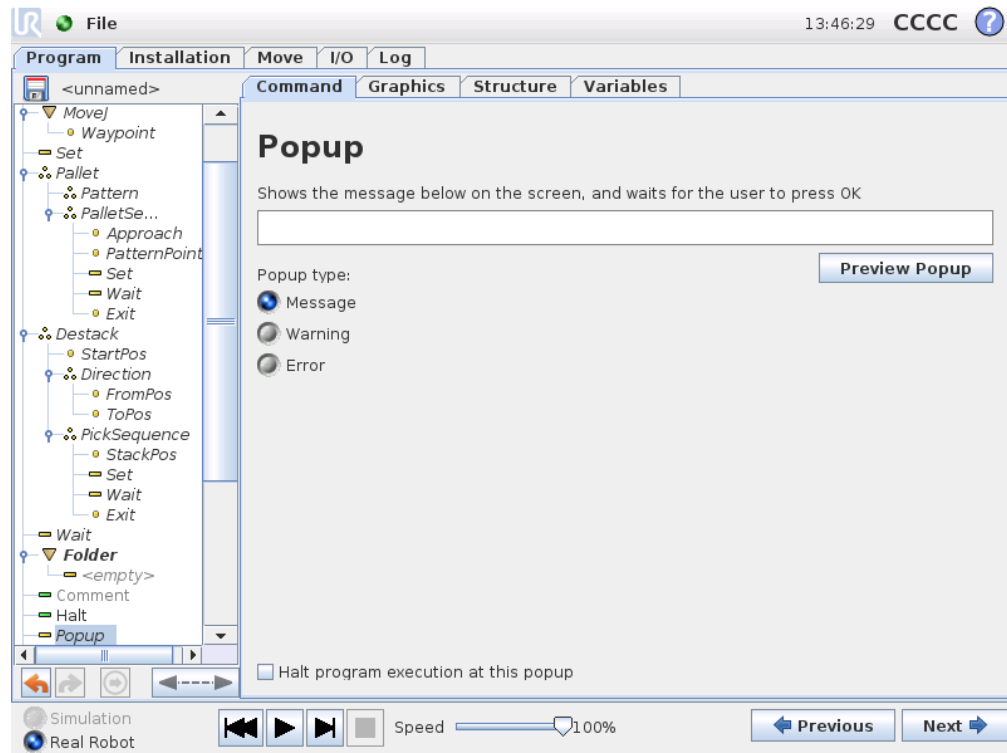 File
13:46:29 CCCC ?
Program Installation Move I/O Log
<unnamed>
Command Graphics Structure Variables
MoveJ
Waypoint
Set
Pallet
Pattern
PalletSe...
Approach
PatternPoint
Set
Wait
Exit
Destack
StartPos
Direction
FromPos
ToPos
PickSequence
StackPos
Set
Wait
Exit
Wait
Folder
<empty>
Comment
Halt
Popup
Popup
Shows the message below on the screen, and waits for the user to press OK
Preview Popup
Popup type:
Message
Warning
Error
Halt program execution at this popup
Simulation
Real Robot
Speed 100%
Previous Next